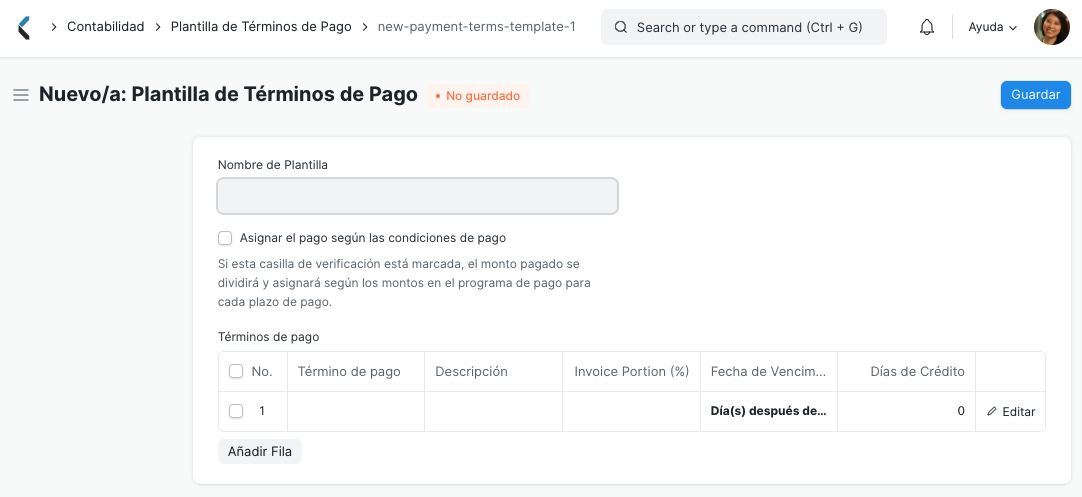 Contabilidad
Plantilla de Términos de Pago
new-payment-terms-template-1
Search or type a command (Ctrl + G)
Ayuda
Nuevo/a: Plantilla de Términos de Pago
No guardado
Guardar
Nombre de Plantilla
Asignar el pago según las condiciones de pago
Si esta casilla de verificación está marcada, el monto pagado se
dividirá y asignará según los montos en el programa de pago para
cada plazo de pago.
Términos de pago
No. Término de pago Descripción Invoice Portion (%) Fecha de Vencim... Días de Crédito
1 Día(s) después de... 0 Editar
Añadir Fila